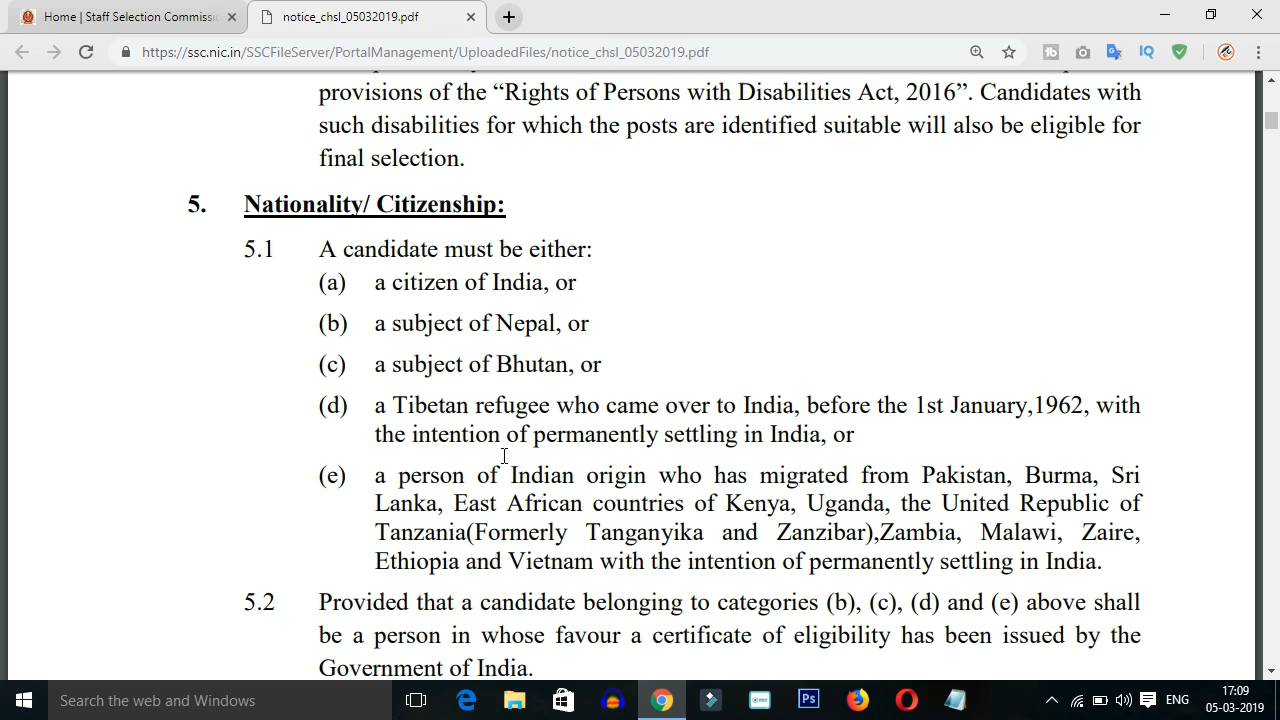 Home | Staff Selection Commissi
notice_chsl_05032019.pdf
https://ssc.nic.in/SSCFileServer/PortalManagement/UploadedFiles/notice_chsl_05032019.pdf
provisions of the “Rights of Persons with Disabilities Act, 2016”. Candidates with
such disabilities for which the posts are identified suitable will also be eligible for
final selection.
5. Nationality/ Citizenship:
5.1 A candidate must be either:
(a) a citizen of India, or
(b) a subject of Nepal, or
(c) a subject of Bhutan, or
(d) a Tibetan refugee who came over to India, before the 1st January,1962, with
the intention of permanently settling in India, or
(e) a person of Indian origin who has migrated from Pakistan, Burma, Sri
Lanka, East African countries of Kenya, Uganda, the United Republic of
Tanzania(Formerly Tanganyika and Zanzibar),Zambia, Malawi, Zaire,
Ethiopia and Vietnam with the intention of permanently settling in India.
5.2 Provided that a candidate belonging to categories (b), (c), (d) and (e) above shall
be a person in whose favour a certificate of eligibility has been issued by the
Government of India.
Search the web and Windows
Ps
ENG
17:09
05-03-2019